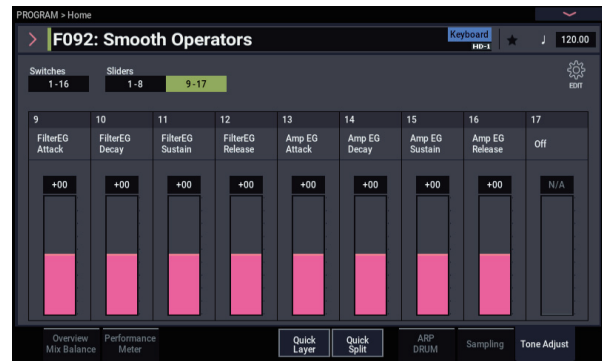 PROGRAM > Home
F092: Smooth Operators
Keyboard
HD-1
♩ 120.00
Switches
Sliders
1-16
1-8
9-17
EDIT
9 10 11 12 13 14 15 16 17
FilterEG FilterEG FilterEG FilterEG Amp EG Amp EG Amp EG Amp EG Off
Attack Decay Sustain Release Attack Decay Sustain Release
+00 +00 +00 +00 +00 +00 +00 +00 N/A
Overview Performance Quick Quick ARP Sampling Tone Adjust
Mix Balance Meter Layer Split DRUM